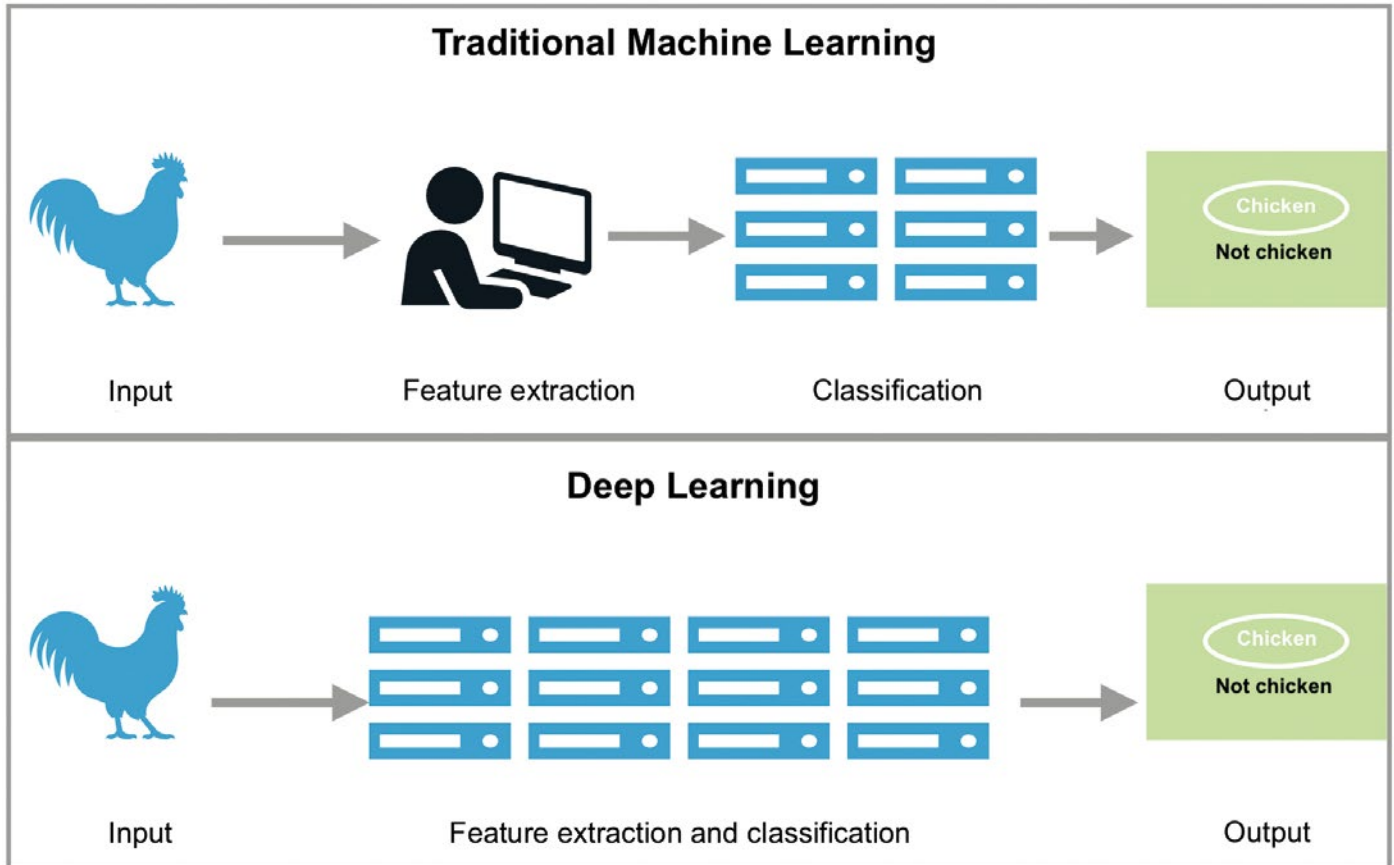 Traditional Machine Learning
Chicken
Not chicken
Input
Feature extraction
Classification
Output
Deep Learning
Chicken
Not chicken
Input
Feature extraction and classification
Output